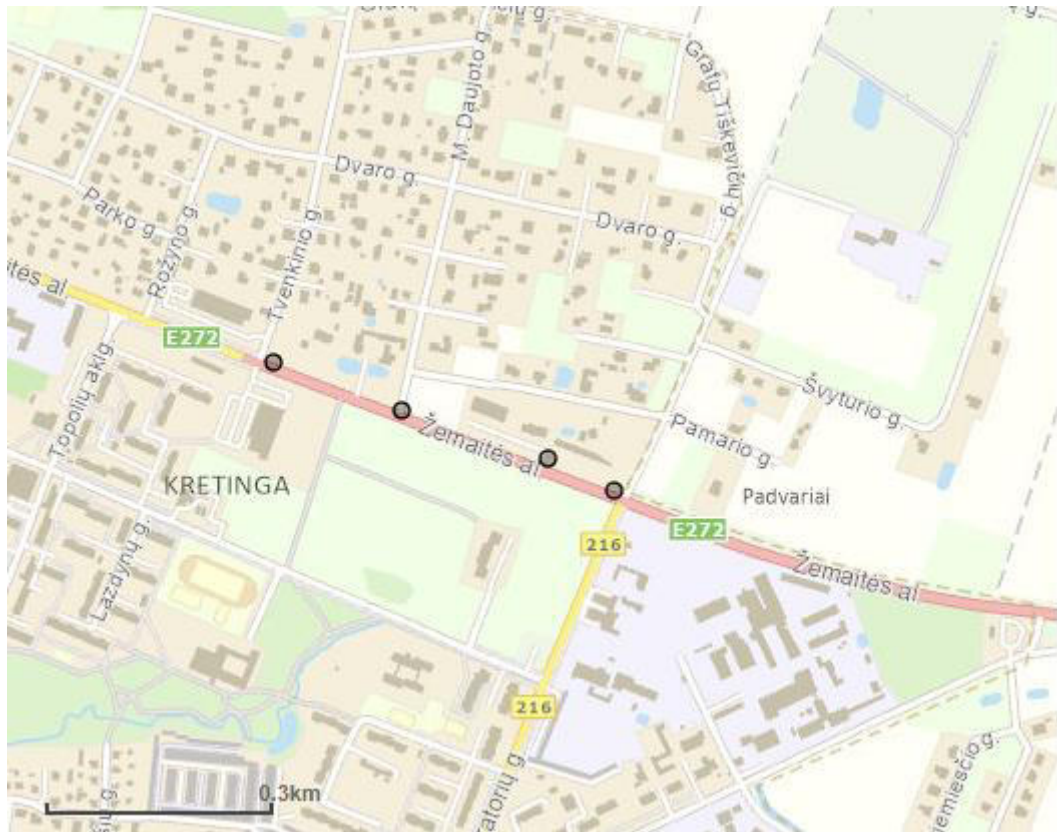 M. Daujoto g.
Grafų Tiškevičių g.
Dvaro g.
Dvaro g.
Parko g.
Rožyno g.
Tvenkinio g.
E272
Topolių aklg
Švyturio g.
Pamario g.
Žemaitės al
KRETINGA
Padvariai
E272
216
Žemaitės al
Lazdynų g.
216
0.3km